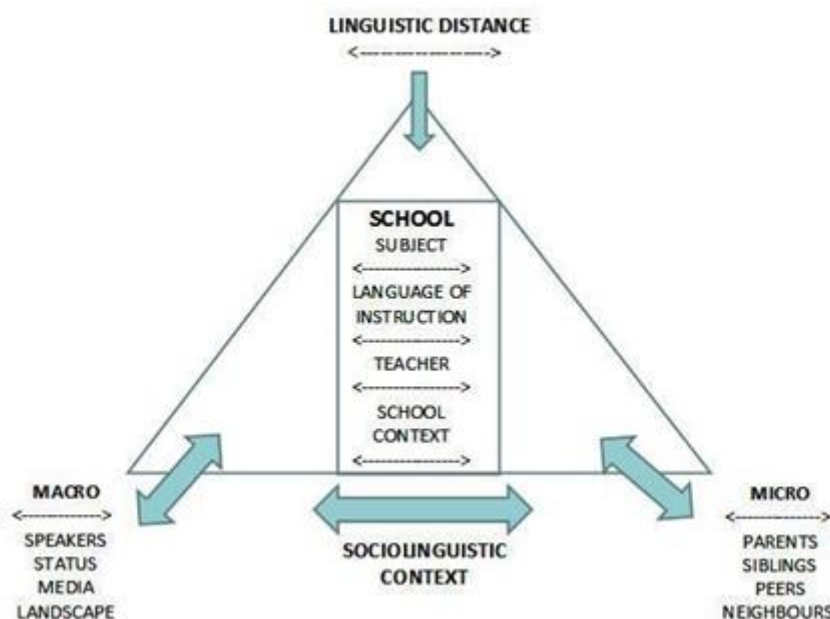 LINGUISTIC DISTANCE
<-------------------->
SCHOOL
SUBJECT
<---------------->
LANGUAGE OF
INSTRUCTION
<---------------->
TEACHER
<---------------->
SCHOOL
CONTEXT
<---------------->
MACRO
<------------->
SPEAKERS
STATUS
MEDIA
LANDSCAPE
SOCIOLINGUISTIC
CONTEXT
MICRO
<------------->
PARENTS
SIBLINGS
PEERS
NEIGHBOURS